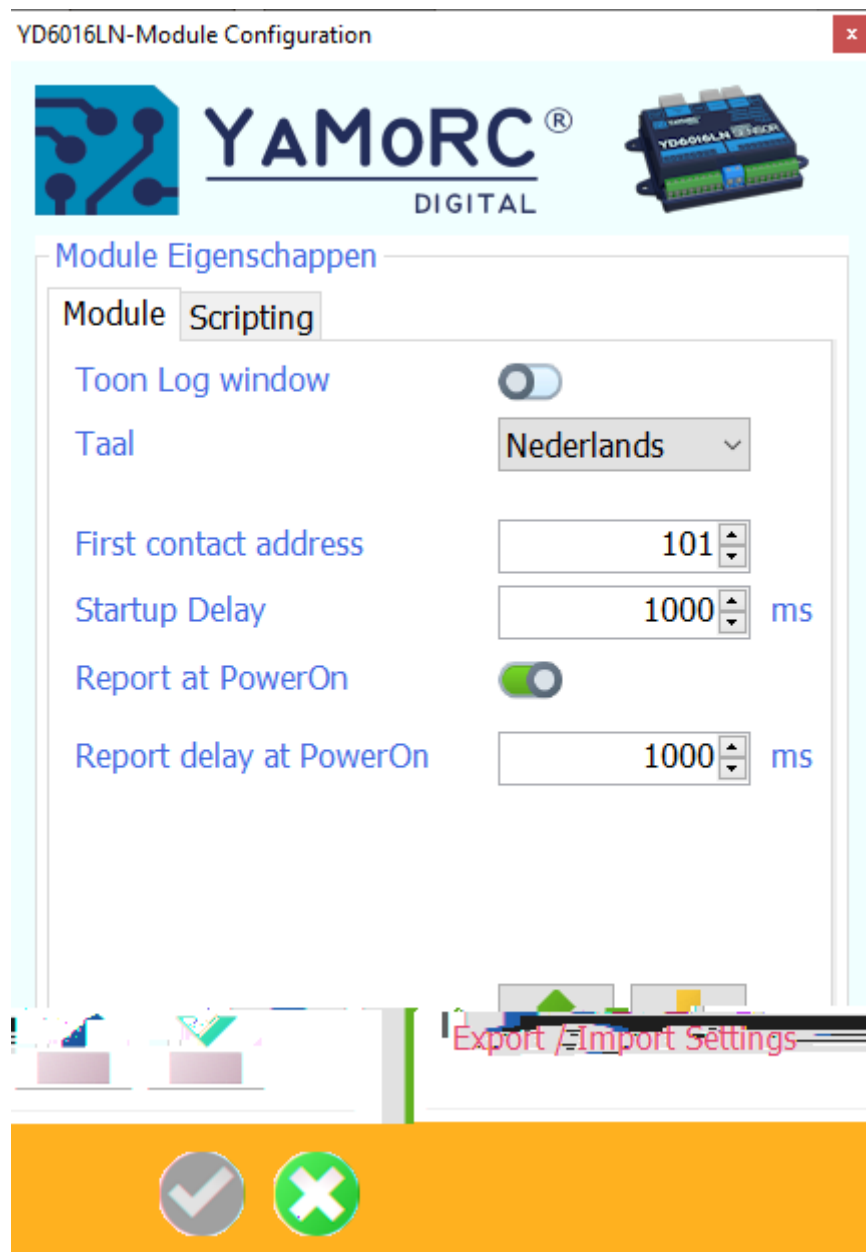 YD6016LN-Module Configuration
x
YAMORC®
DIGITAL
YD6016LN SENSOR
Module Eigenschappen
Module Scripting
Toon Log window
Taal Nederlands
First contact address 101
Startup Delay 1000 ms
Report at PowerOn
Report delay at PowerOn 1000 ms
Export / Import Settings